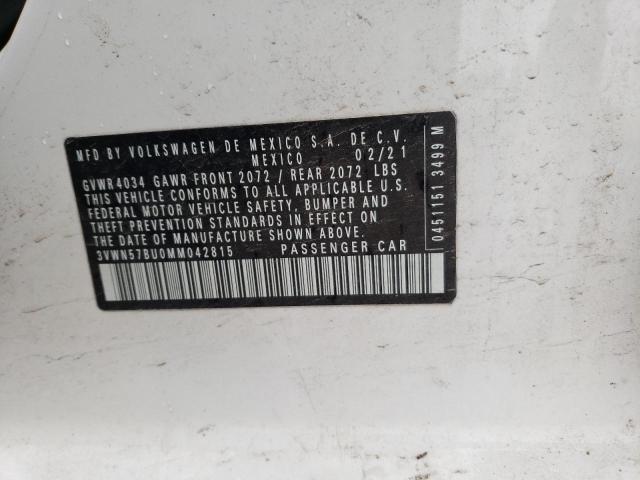 MFD BY VOLKSWAGEN DE MEXICO S.A. DE C.V.
MEXICO 02/21
GVWR 4034 GAWR FRONT 2072 / REAR 2072 LBS
THIS VEHICLE CONFORMS TO ALL APPLICABLE U.S.
FEDERAL MOTOR VEHICLE SAFETY, BUMPER AND
THEFT PREVENTION STANDARDS IN EFFECT ON
THE DATE OF MANUFACTURE SHOWN ABOVE.
3VWN57BU0MM042815 PASSENGER CAR
0451151 3499 M